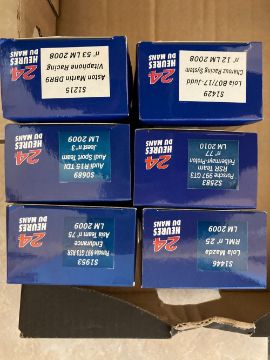 S1446
Lola Mazda
RML n° 25
LM 2009
24
HEURES
DU MANS
S1953
Porsche 997 GT3 RSR
Endurance
Asia Team n° 75
LM 2009
24
HEURES
DU MANS
S2583
Porsche 997 GT3
RSR Team
Felbermayr-Proton
n° 77
LM 2010
24
HEURES
DU MANS
S0689
Audi R15 TDI
Audi Sport Team
Joest n° 3
LM 2009
24
HEURES
DU MANS
S1429
Lola B07/17-Judd
Charouz Racing System
n° 12 LM 2008
24
HEURES
DU MANS
S1215
Aston Martin DBR9
Vitaphone Racing
n° 53 LM 2008
24
HEURES
DU MANS